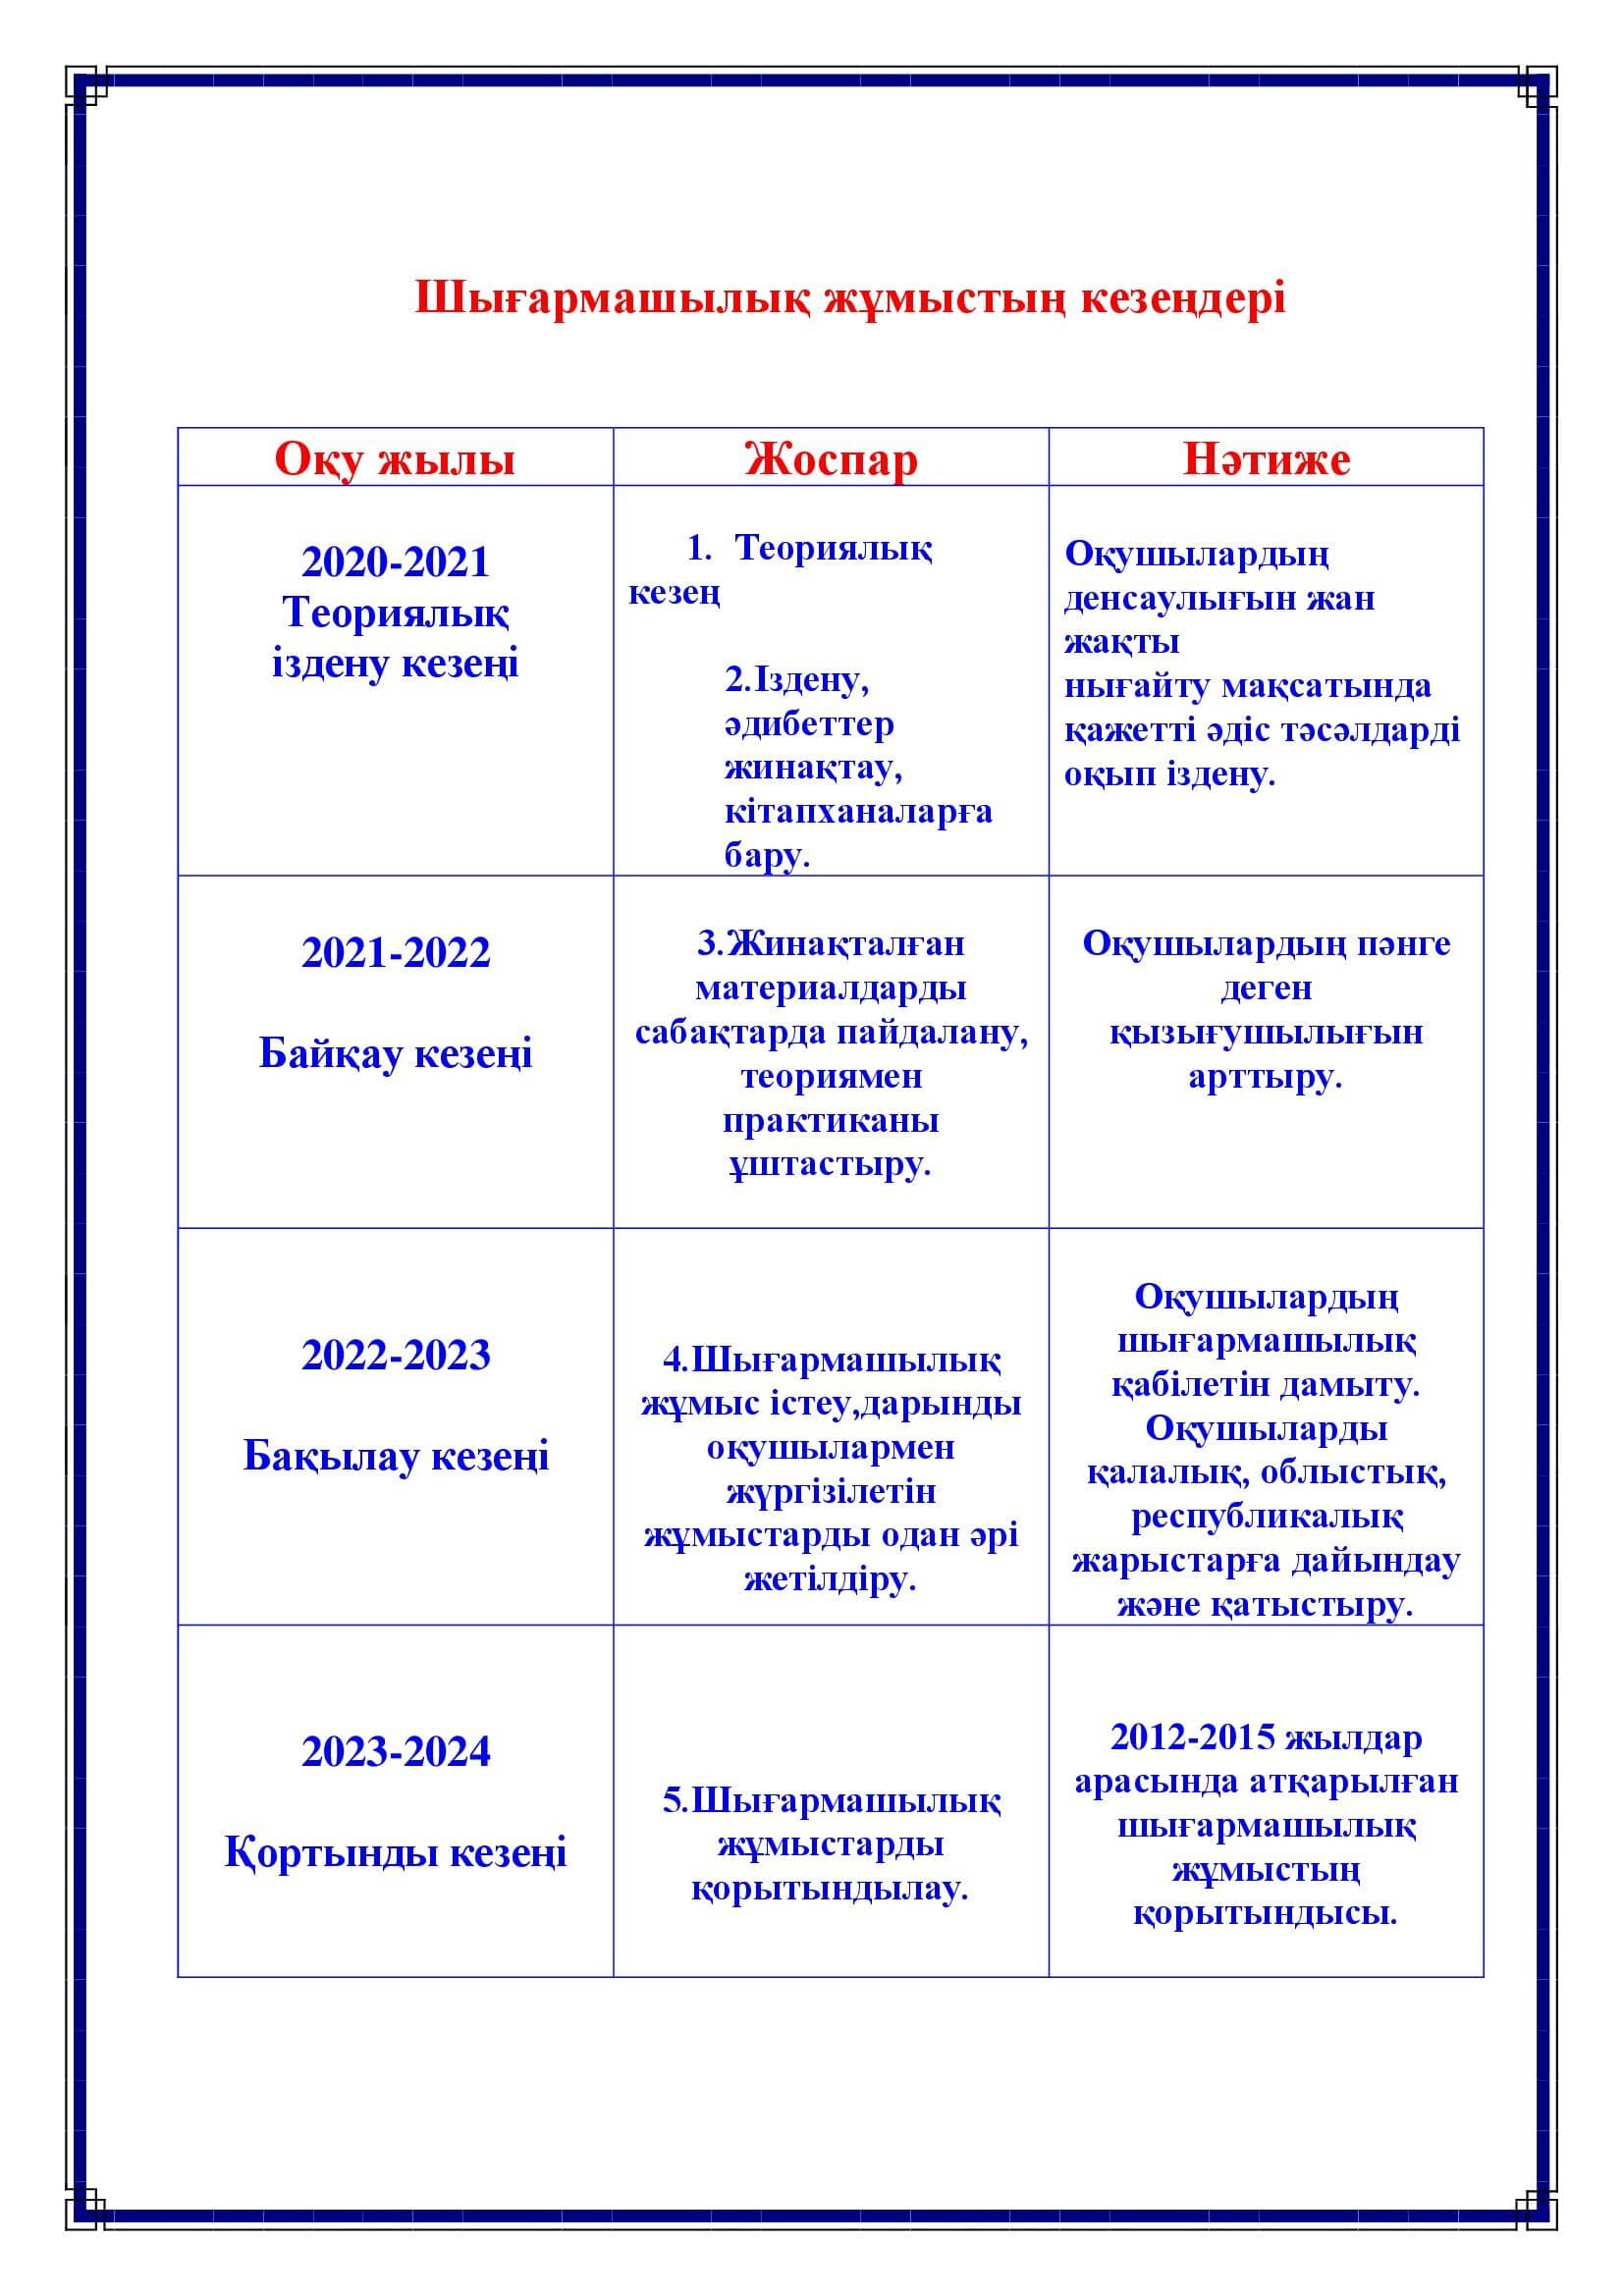 Шығармашылық жұмыстың кезеңдері
Оқу жылы
Жоспар
Нәтиже
2020-2021
Теориялық
іздену кезеңі
1. Теориялық
кезең
2.Іздену,
әдибеттер
жинақтау,
кітапханаларға
бару.
Оқушылардың
денсаулығын жан
жақты
нығайту мақсатында
қажетті әдіс тәсәлдарді
оқып іздену.
2021-2022
Байқау кезеңі
3.Жинақталған
материалдарды
сабақтарда пайдалану,
теориямен
практиканы
ұштастыру.
Оқушылардың пәнге
деген
қызығушылығын
арттыру.
2022-2023
Бақылау кезеңі
4.Шығармашылық
жұмыс істеу,дарынды
оқушылармен
жүргізілетін
жұмыстарды одан әрі
жетілдіру.
Оқушылардың
шығармашылық
қабілетін дамыту.
Оқушыларды
қалалық, облыстық,
республикалық
жарыстарға дайындау
және қатыстыру.
2023-2024
Қортынды кезеңі
5.Шығармашылық
жұмыстарды
қорытындылау.
2012-2015 жылдар
арасында атқарылған
шығармашылық
жұмыстың
қорытындысы.